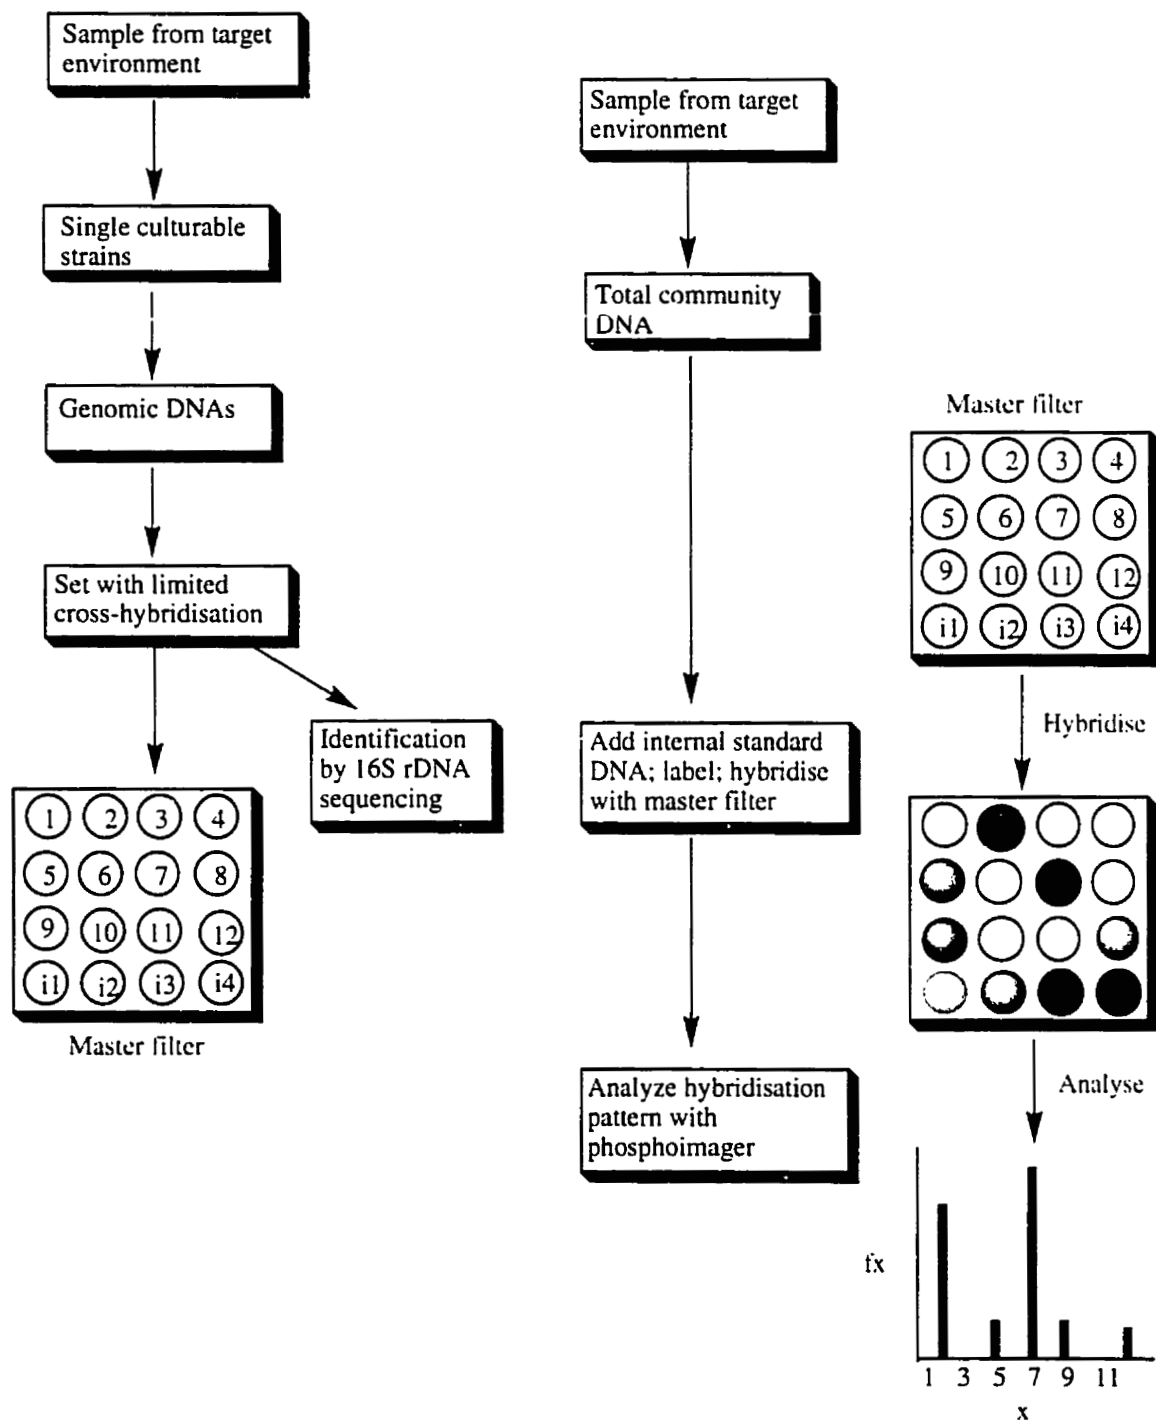 Sample from target
environment
Single culturable
strains
Genomic DNAs
Set with limited
cross-hybridisation
Identification
by 16S rDNA
sequencing
1 2 3 4
5 6 7 8
9 10 11 12
i1 i2 i3 i4
Master filter
Sample from target
environment
Total community
DNA
Add internal standard
DNA; label; hybridise
with master filter
Analyze hybridisation
pattern with
phosphoimager
Master filter
1 2 3 4
5 6 7 8
9 10 11 12
i1 i2 i3 i4
Hybridise
Analyse
fx
1 3 5 7 9 11
x